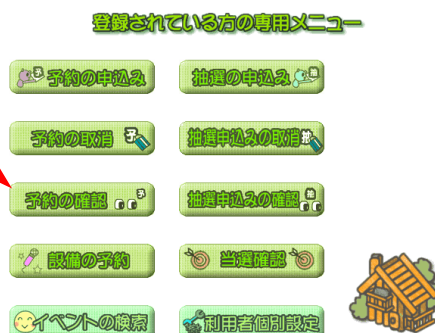 登録されている方の専用メニュー
予約の申込み
抽選の申込み
予約の取消
抽選申込みの取消
予約の確認
抽選申込みの確認
設備の予約
当選確認
イベントの検索
利用者個別設定